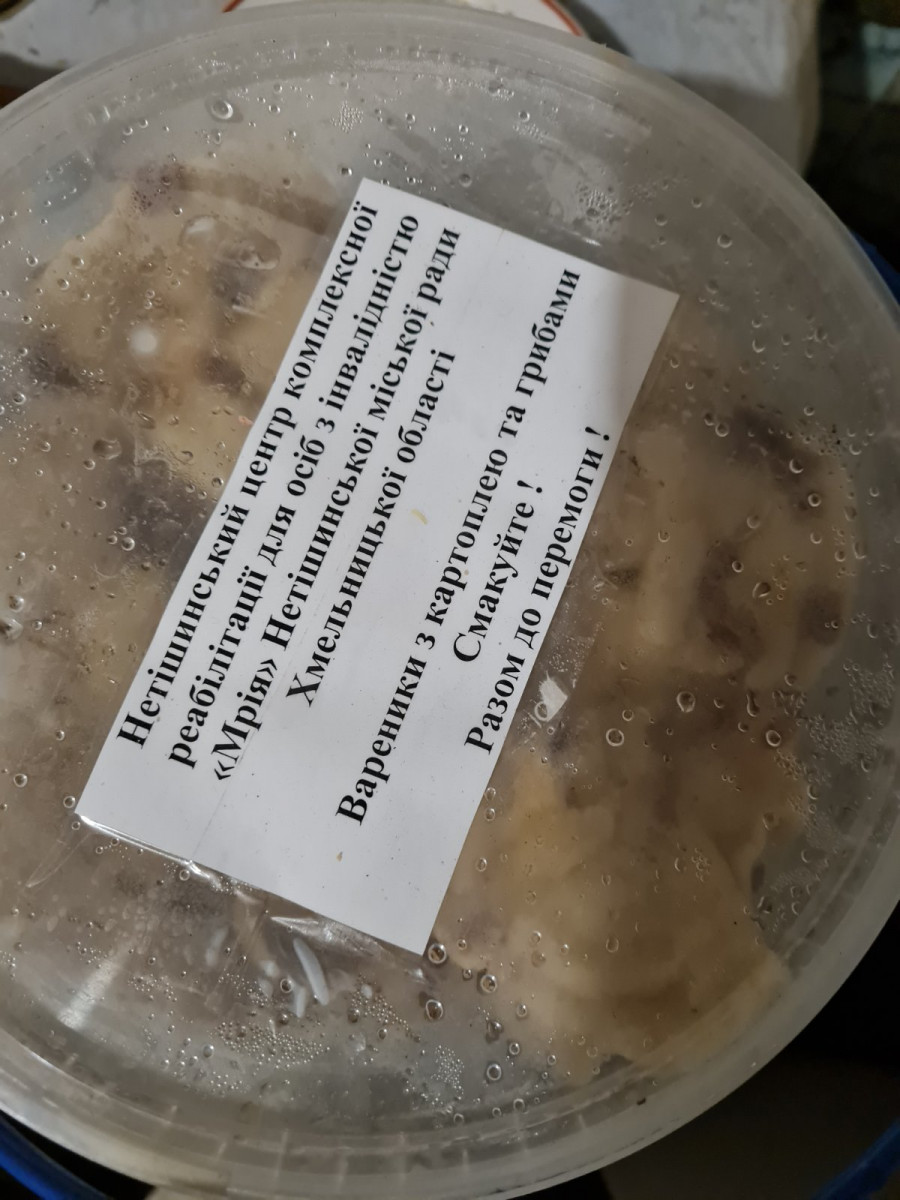 Нетішинський центр комплексної
реабілітації для осіб з інвалідністю
«Мрія» Нетішинської міської ради
Хмельницької області
Вареники з картоплею та грибами
Смакуйте !
Разом до перемоги !